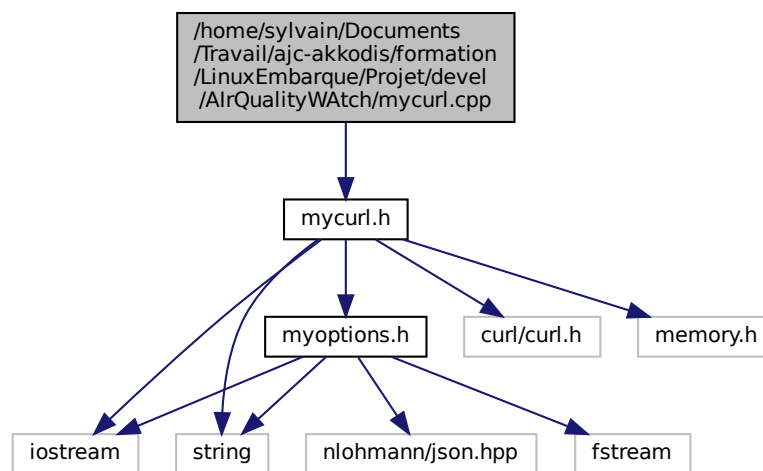 /home/sylvain/Documents
/Travail/ajc-akkodis/formation
/LinuxEmbarque/Projet/devel
/AIrQualityWAtch/mycurl.cpp
mycurl.h
myoptions.h
curl/curl.h
memory.h
iostream
string
nlohmann/json.hpp
fstream